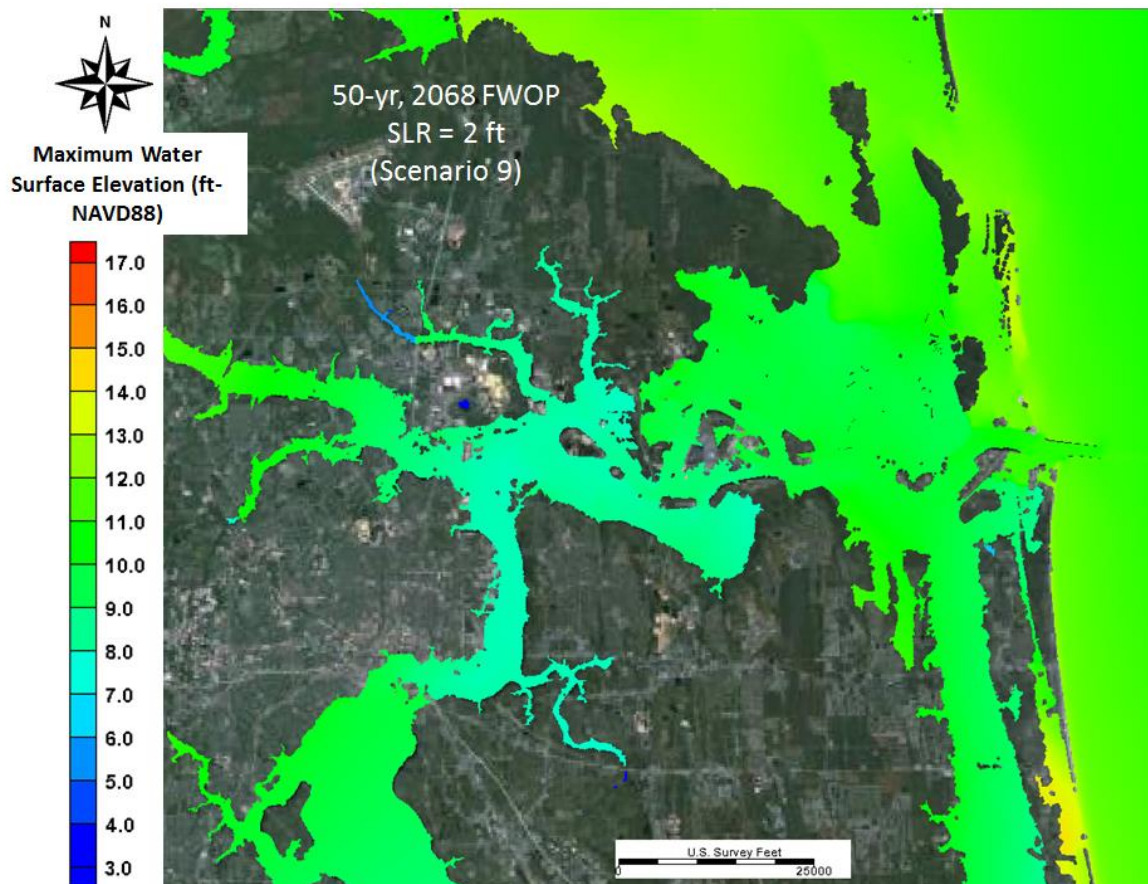 N
50-yr, 2068 FWOP
SLR = 2 ft
(Scenario 9)
Maximum Water
Surface Elevation (ft-
NAVD88)
17.0
16.0
15.0
14.0
13.0
12.0
11.0
10.0
9.0
8.0
7.0
6.0
5.0
4.0
3.0
U.S. Survey Feet
0 25000